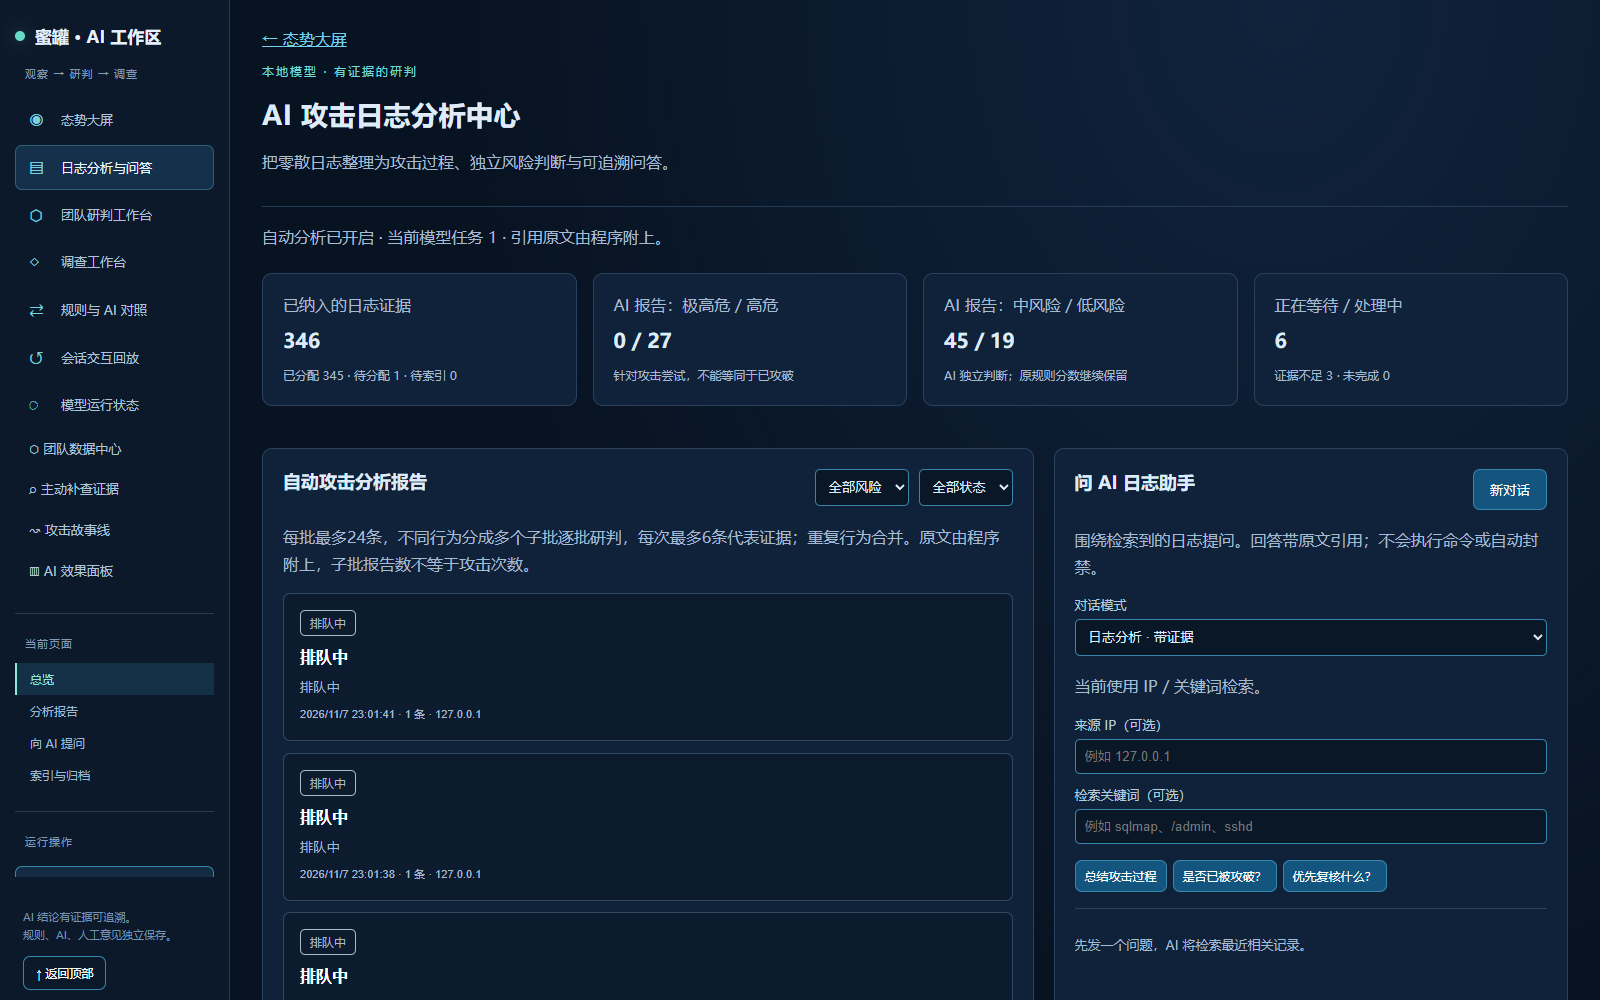 蜜罐 • AI 工作区
观察 → 研判 → 调查
态势大屏
日志分析与问答
团队研判工作台
调查工作台
规则与 AI 对照
会话交互回放
模型运行状态
团队数据中心
主动补查证据
攻击故事线
AI 效果面板
当前页面
总览
分析报告
向 AI 提问
索引与归档
运行操作
AI 结论有证据可追溯。
规则、AI、人工意见独立保存。
↑ 返回顶部
← 态势大屏
本地模型 · 有证据的研判
AI 攻击日志分析中心
把零散日志整理为攻击过程、独立风险判断与可追溯问答。
自动分析已开启 · 当前模型任务 1 · 引用原文由程序附上。
已纳入的日志证据
346
已分配 345 · 待分配 1 · 待索引 0
AI 报告：极高危 / 高危
0 / 27
针对攻击尝试，不能等同于已攻破
AI 报告：中风险 / 低风险
45 / 19
AI 独立判断；原规则分数继续保留
正在等待 / 处理中
6
证据不足 3 · 未完成 0
自动攻击分析报告
全部风险
全部状态
每批最多24条，不同行为分成多个子批逐批研判，每次最多6条代表证据；重复行为合并。原文由程序
附上，子批报告数不等于攻击次数。
排队中
排队中
排队中
2026/11/7 23:01:41 · 1 条 · 127.0.0.1
排队中
排队中
排队中
2026/11/7 23:01:38 · 1 条 · 127.0.0.1
排队中
排队中
问 AI 日志助手
新对话
围绕检索到的日志提问。回答带原文引用；不会执行命令或自动封
禁。
对话模式
日志分析 · 带证据
当前使用 IP / 关键词检索。
来源 IP（可选）
例如 127.0.0.1
检索关键词（可选）
例如 sqlmap、/admin、sshd
总结攻击过程
是否已被攻破？
优先复核什么？
先发一个问题，AI 将检索最近相关记录。